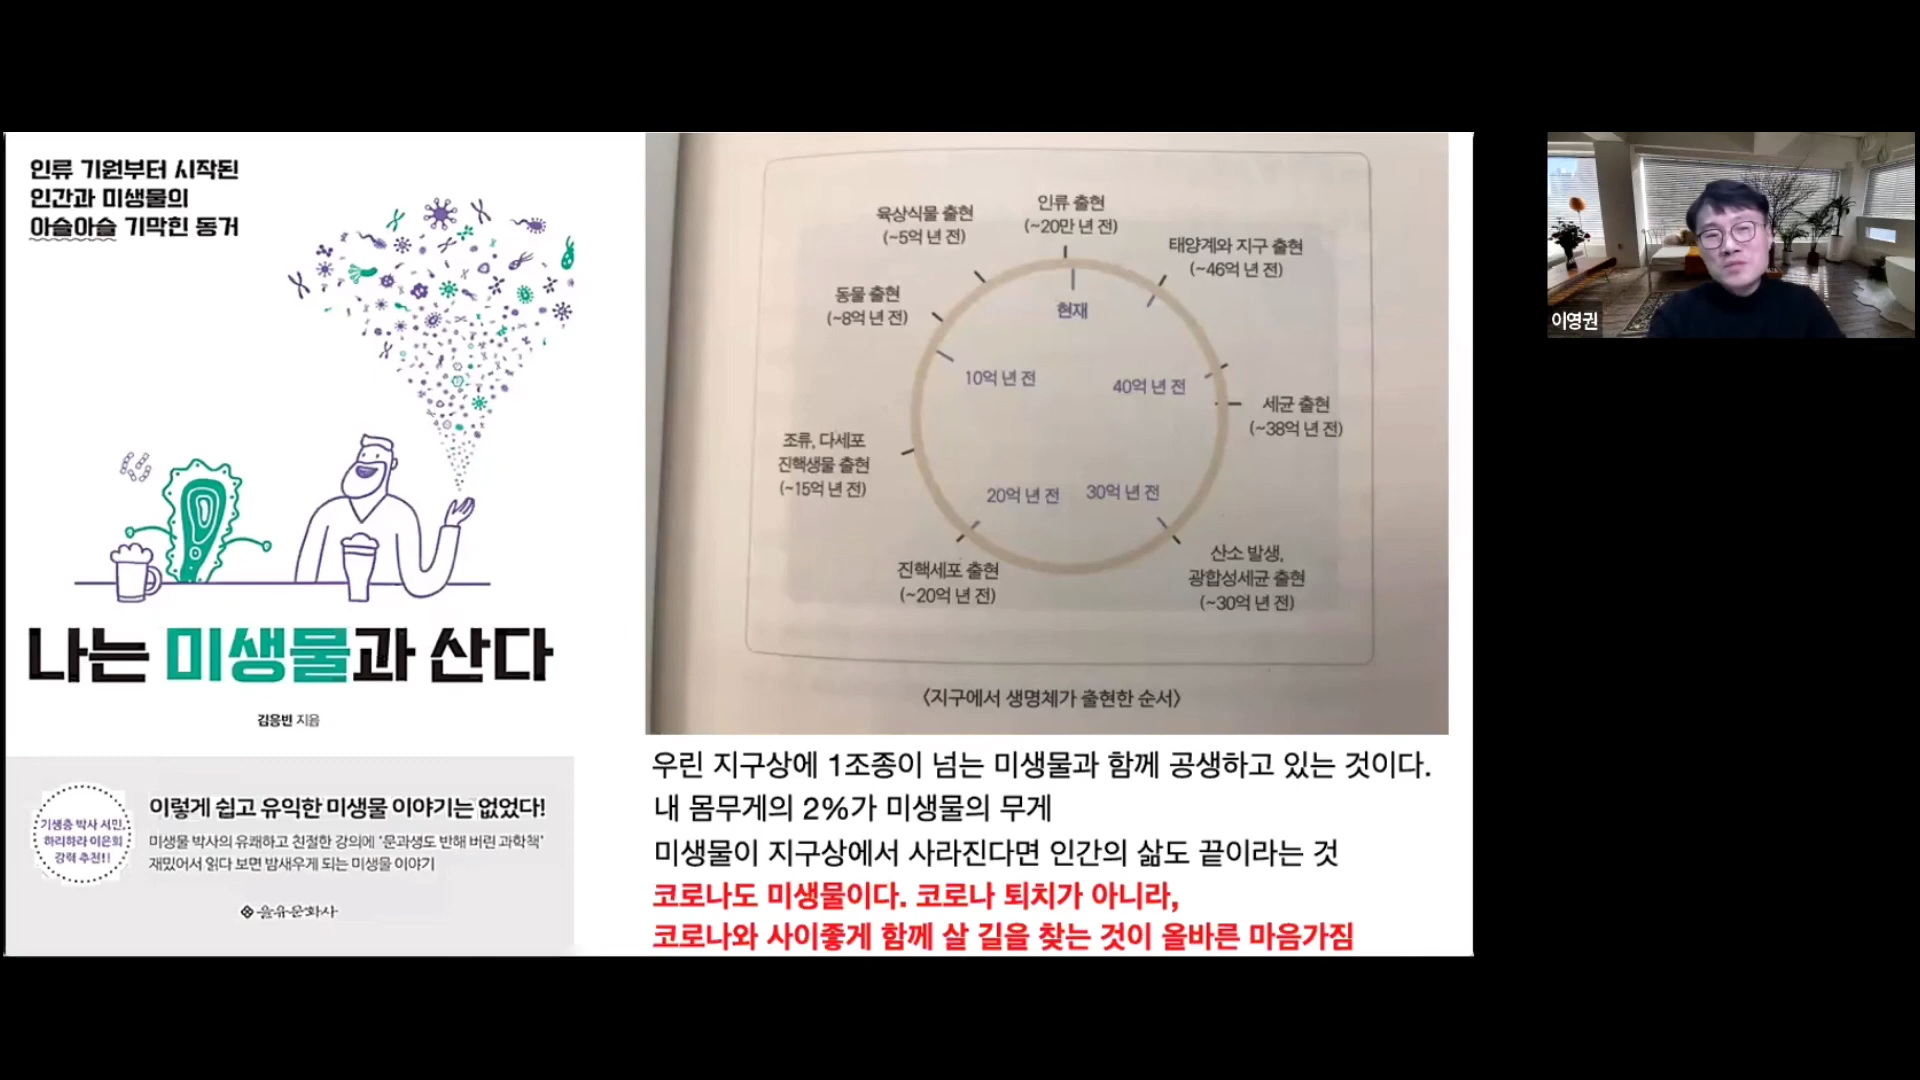 인류 기원부터 시작된
인간과 미생물의
아슬아슬 기막힌 동거
나는 미생물과 산다
김응빈 지음
기생충 박사 서민,
하리하라 이은희
강력 추천!!
이렇게 쉽고 유익한 미생물 이야기는 없었다!
미생물 박사의 유쾌하고 친절한 강의에 "문과생도 반해 버린 과학책"
재밌어서 읽다 보면 밤새우게 되는 미생물 이야기
을유문화사
인류 출현
(~20만 년 전)
육상식물 출현
(~5억 년 전)
태양계와 지구 출현
(~46억 년 전)
동물 출현
(~8억 년 전)
현재
10억 년 전
40억 년 전
세균 출현
(~38억 년 전)
조류, 다세포
진핵생물 출현
(~15억 년 전)
20억 년 전
30억 년 전
진핵세포 출현
(~20억 년 전)
산소 발생,
광합성세균 출현
(~30억 년 전)
〈지구에서 생명체가 출현한 순서〉
우린 지구상에 1조종이 넘는 미생물과 함께 공생하고 있는 것이다.
내 몸무게의 2%가 미생물의 무게
미생물이 지구상에서 사라진다면 인간의 삶도 끝이라는 것
코로나도 미생물이다. 코로나 퇴치가 아니라,
코로나와 사이좋게 함께 살 길을 찾는 것이 올바른 마음가짐
이영권